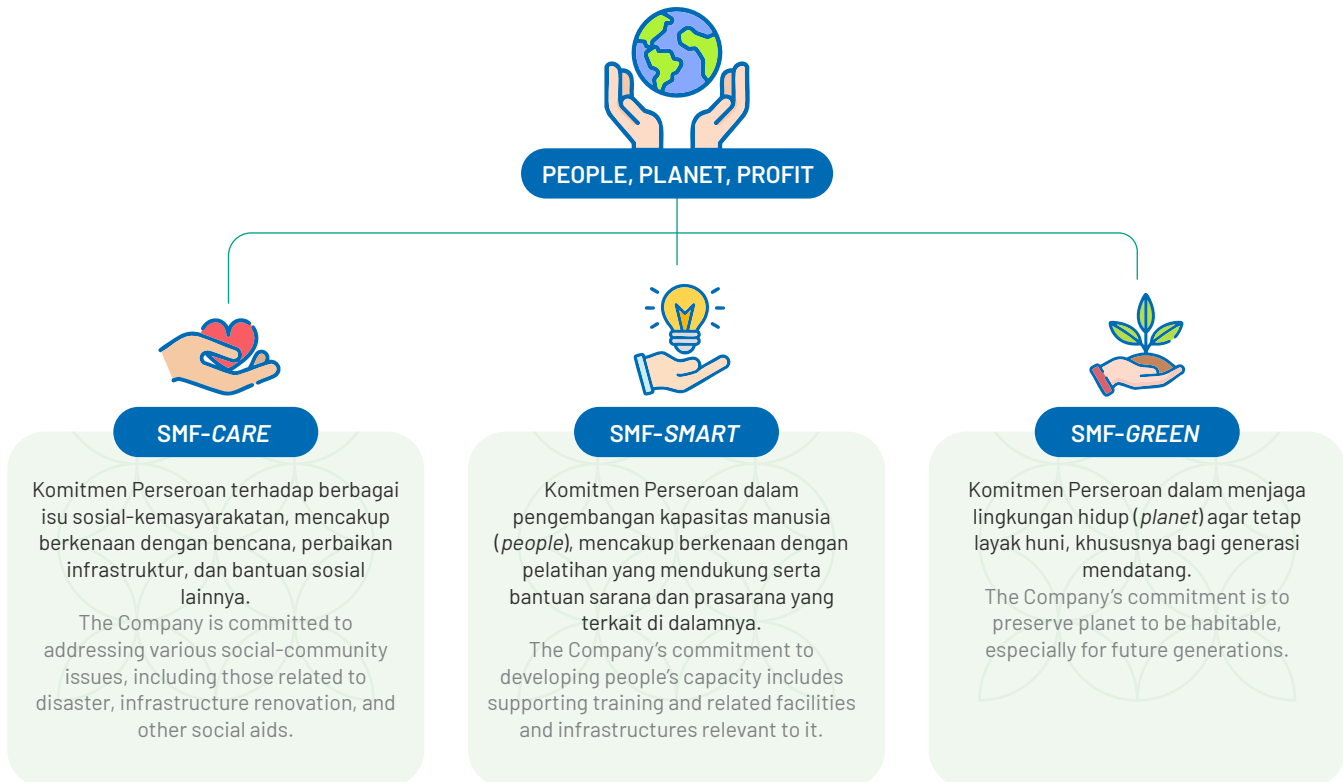 PEOPLE, PLANET, PROFIT
SMF-CARE
Komitmen Perseroan terhadap berbagai
isu sosial-kemasyarakatan, mencakup
berkenaan dengan bencana, perbaikan
infrastruktur, dan bantuan sosial
lainnya.
The Company is committed to
addressing various social-community
issues, including those related to
disaster, infrastructure renovation, and
other social aids.
SMF-SMART
Komitmen Perseroan dalam
pengembangan kapasitas manusia
(people), mencakup berkenaan dengan
pelatihan yang mendukung serta
bantuan sarana dan prasarana yang
terkait di dalamnya.
The Company's commitment to
developing people's capacity includes
supporting training and related facilities
and infrastructures relevant to it.
SMF-GREEN
Komitmen Perseroan dalam menjaga
lingkungan hidup (planet) agar tetap
layak huni, khususnya bagi generasi
mendatang.
The Company's commitment is to
preserve planet to be habitable,
especially for future generations.